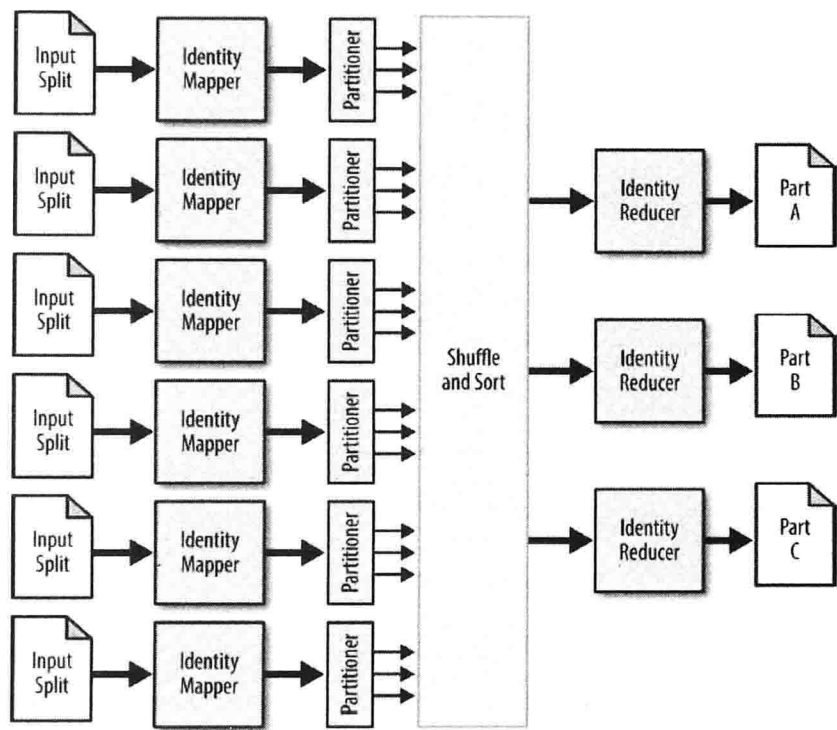 Input
Split
Identity
Mapper
Partitioner
Input
Split
Identity
Mapper
Partitioner
Input
Split
Identity
Mapper
Partitioner
Input
Split
Identity
Mapper
Partitioner
Input
Split
Identity
Mapper
Partitioner
Input
Split
Identity
Mapper
Partitioner
Shuffle
and Sort
Identity
Reducer
Part
A
Identity
Reducer
Part
B
Identity
Reducer
Part
C